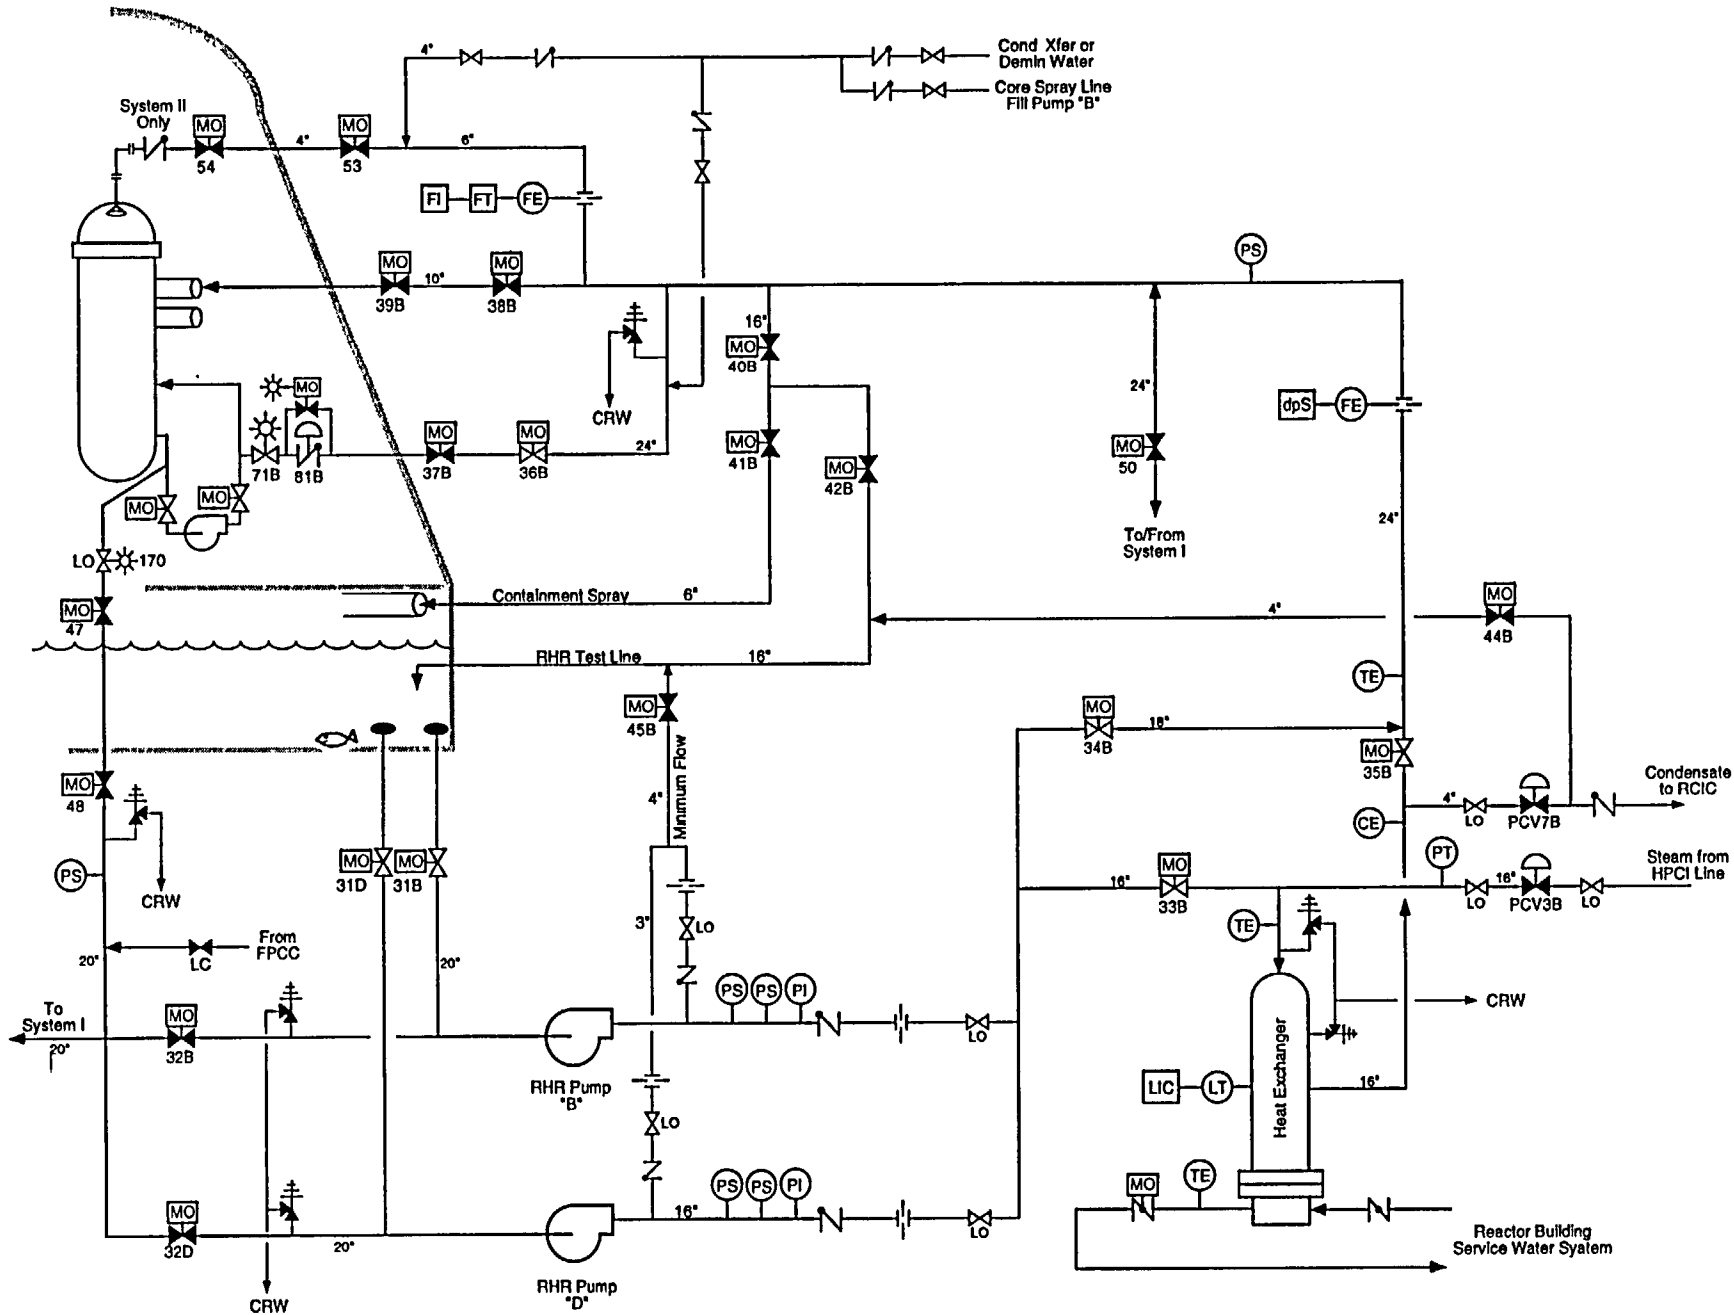 4"
Cond Xfer or
Demin Water
Core Spray Line
Fill Pump "B"
System II
Only
MO
54
4"
MO
53
6"
FI
FT
FE
PS
MO
39B
10"
MO
38B
16"
MO
40B
CRW
24"
dpS
FE
MO
MO
37B
MO
36B
24"
MO
41B
MO
42B
MO
50
71B
81B
MO
MO
24"
To/From
System I
LO
170
MO
47
Containment Spray
6"
MO
44B
4"
RHR Test Line
16"
TE
MO
45B
MO
34B
18"
MO
35B
Minimum Flow
4"
MO
48
Condensate
to RCIC
4"
LO
PCV7B
CE
PS
CRW
MO
31D
MO
31B
MO
33B
16"
PT
LO
16"
PCV3B
LO
Steam from
HPCI Line
3"
LO
TE
From
FPCC
LC
20"
20"
PS
PS
PI
To
System I
20"
MO
32B
LO
CRW
RHR Pump
"B"
Heat Exchanger
LIC
LT
16"
LO
PS
PS
PI
16"
MO
TE
MO
32D
20"
LO
Reactor Building
Service Water Syatem
RHR Pump
"D"
CRW